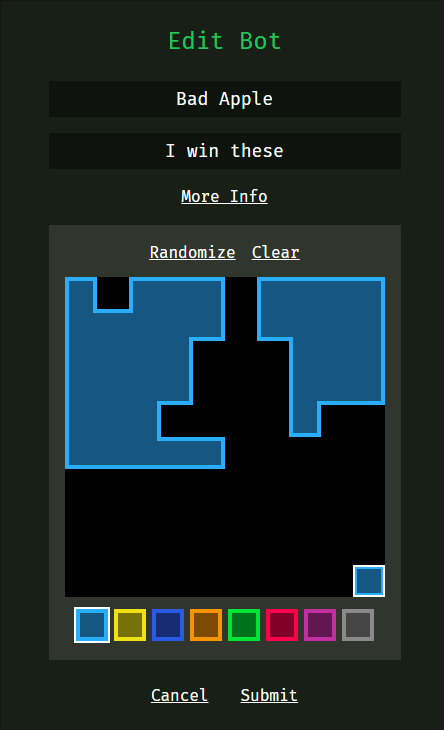 Edit Bot
Bad Apple
I win these
More Info
Randomize Clear
Cancel Submit